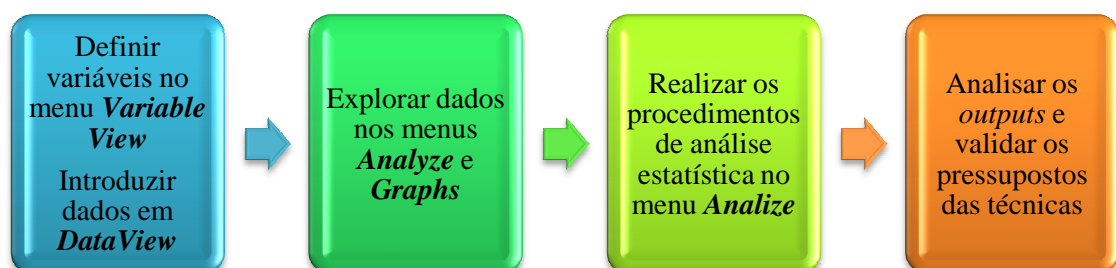 Definir
variáveis no
menu Variable
View
Introduzir
dados em
DataView
Explorar dados
nos menus
Analyze e
Graphs
Realizar os
procedimentos
de análise
estatística no
menu Analize
Analisar os
outputs e
validar os
pressupostos
das técnicas